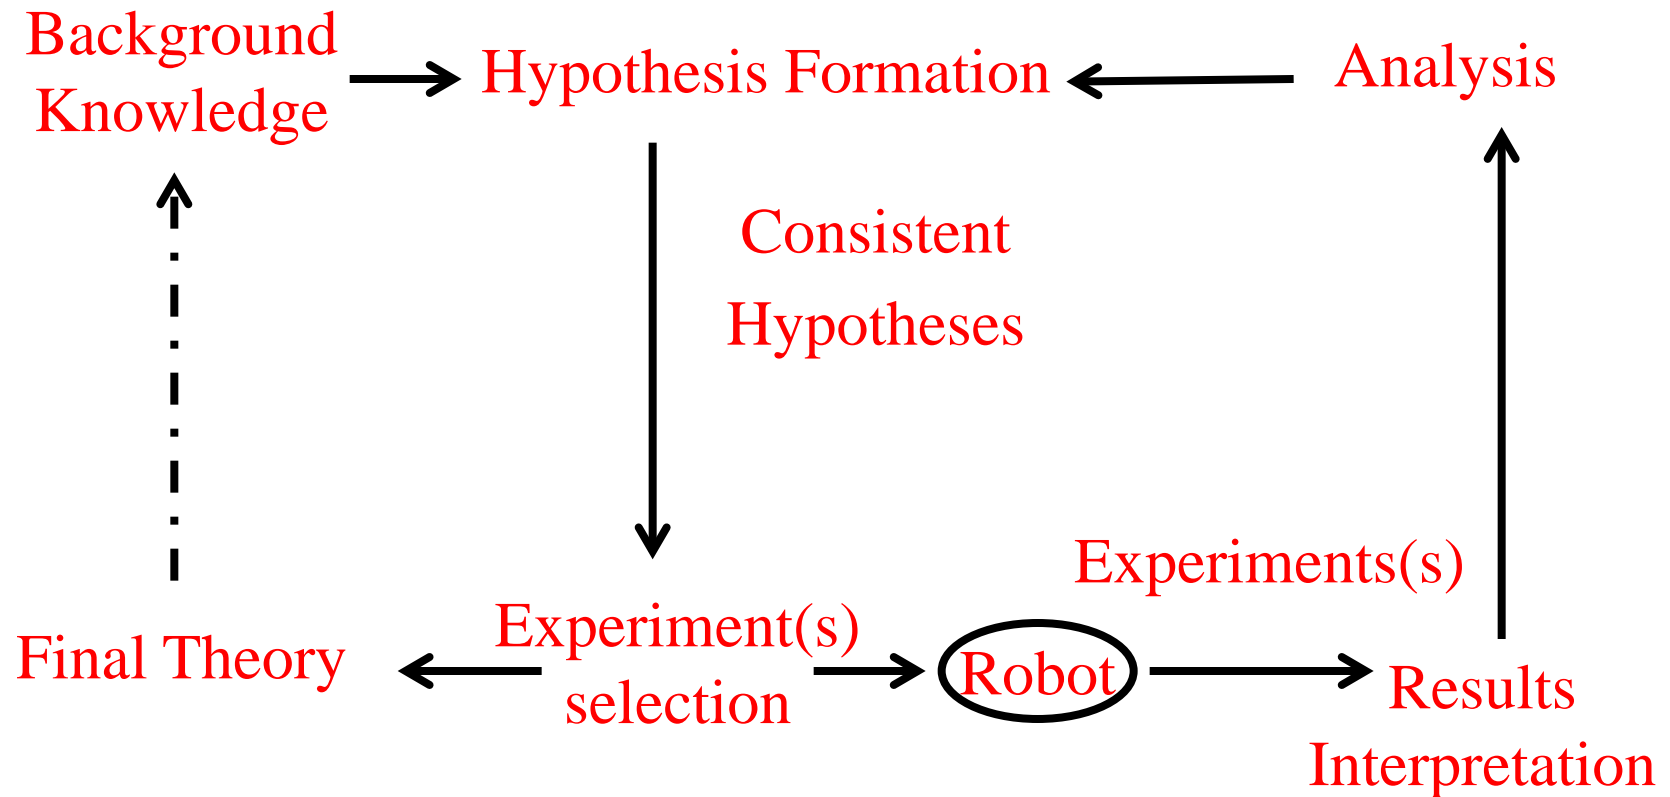 Background
Knowledge
Hypothesis Formation
Analysis
Consistent
Hypotheses
Experiments(s)
Final Theory
Experiment(s)
selection
Robot
Results
Interpretation